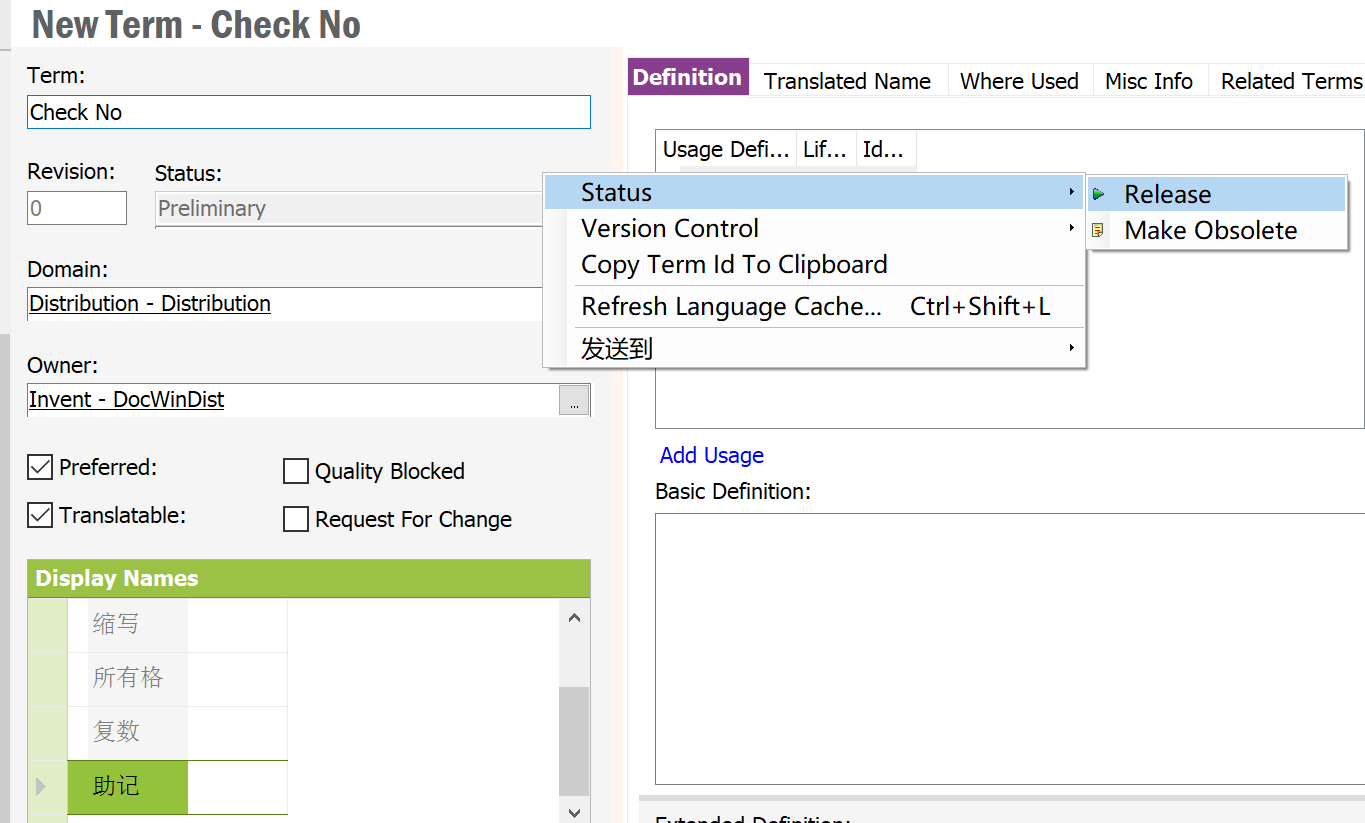 New Term - Check No
Term:
Check No
Revision:
Status:
0
Preliminary
Domain:
Distribution - Distribution
Owner:
Invent - DocWinDist
...
Preferred:
Quality Blocked
Translatable:
Request For Change
Display Names
缩写
所有格
复数
助记
Definition
Translated Name
Where Used
Misc Info
Related Terms
Usage Defi...
Lif...
Id...
Status
Version Control
Copy Term Id To Clipboard
Refresh Language Cache... Ctrl+Shift+L
发送到
Release
Make Obsolete
Add Usage
Basic Definition:
Extended Definition: